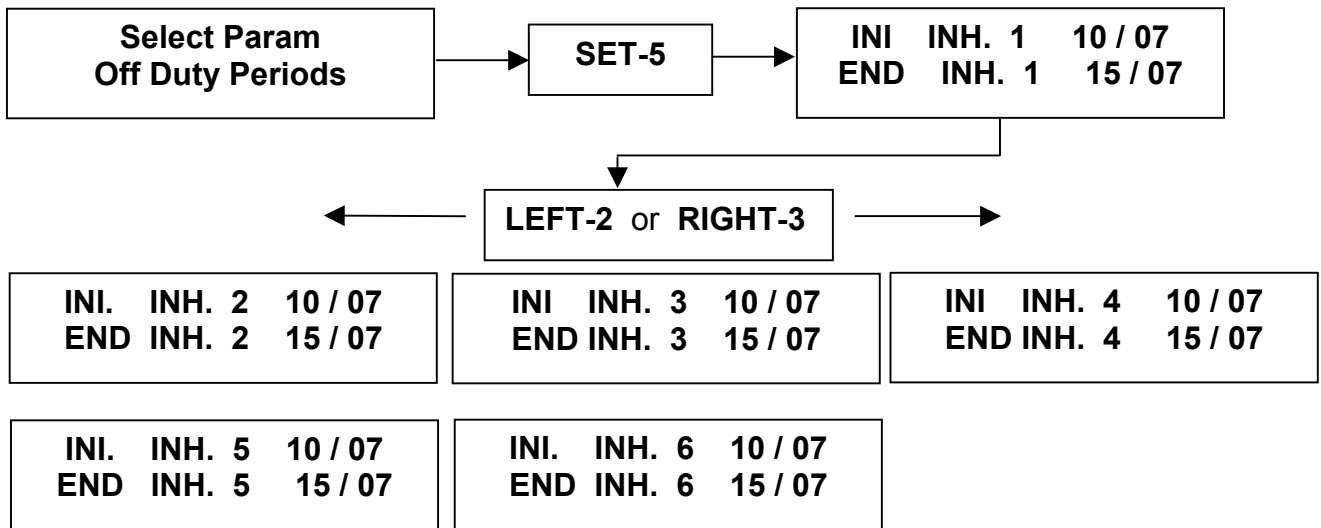 Select Param
Off Duty Periods
SET-5
INI INH. 1 10 / 07
END INH. 1 15 / 07
LEFT-2 or RIGHT-3
INI. INH. 2 10 / 07
END INH. 2 15 / 07
INI INH. 3 10 / 07
END INH. 3 15 / 07
INI INH. 4 10 / 07
END INH. 4 15 / 07
INI. INH. 5 10 / 07
END INH. 5 15 / 07
INI. INH. 6 10 / 07
END INH. 6 15 / 07